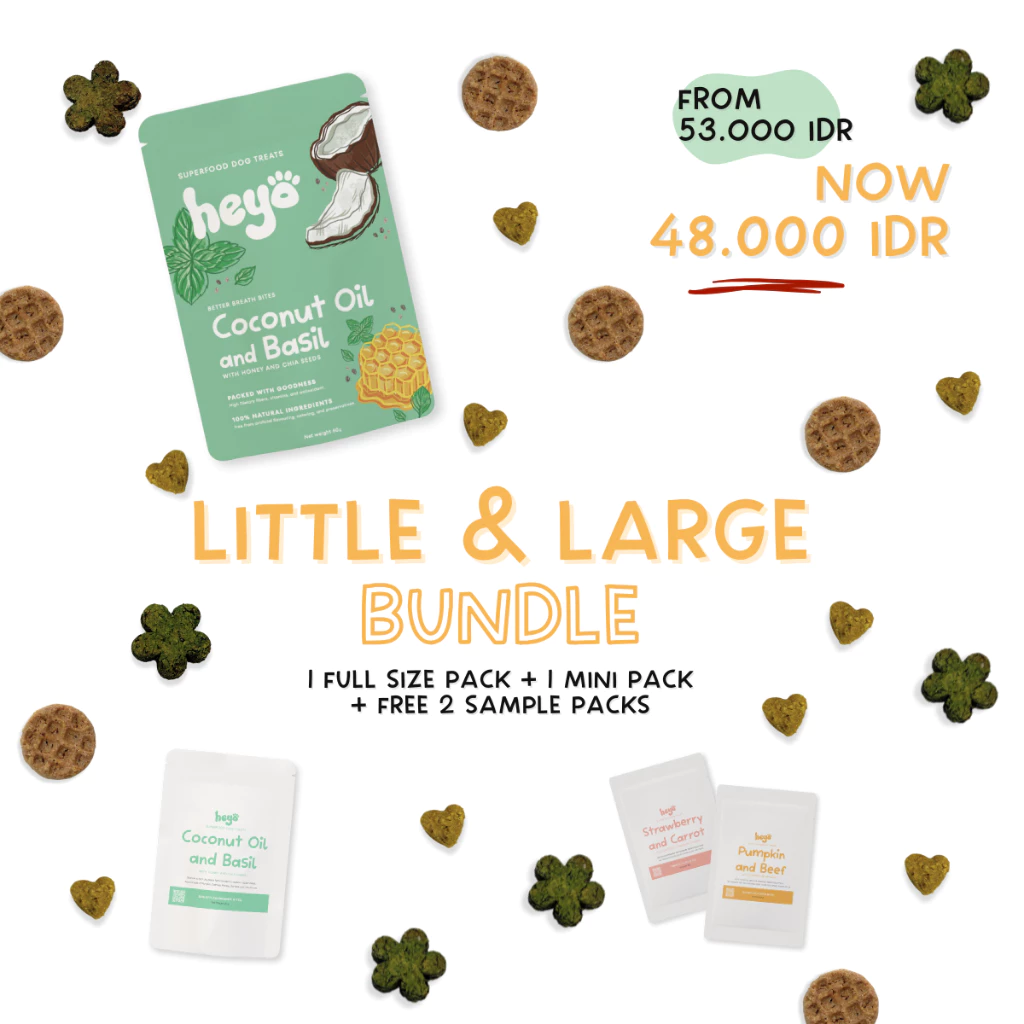 SUPERFOOD DOG TREATS
heyo
BETTER BREATH BITES
Coconut Oil
and Basil
WITH HONEY AND CHIA SEEDS
PACKED WITH GOODNESS
100% NATURAL INGREDIENTS
Net weight
FROM
53.000 IDR
NOW
48.000 IDR
LITTLE & LARGE
BUNDLE
1 FULL SIZE PACK + 1 MINI PACK
+ FREE 2 SAMPLE PACKS
heyo
Coconut Oil
and Basil
heyo
Strawberry
and Carrot
heyo
Pumpkin
and Beef